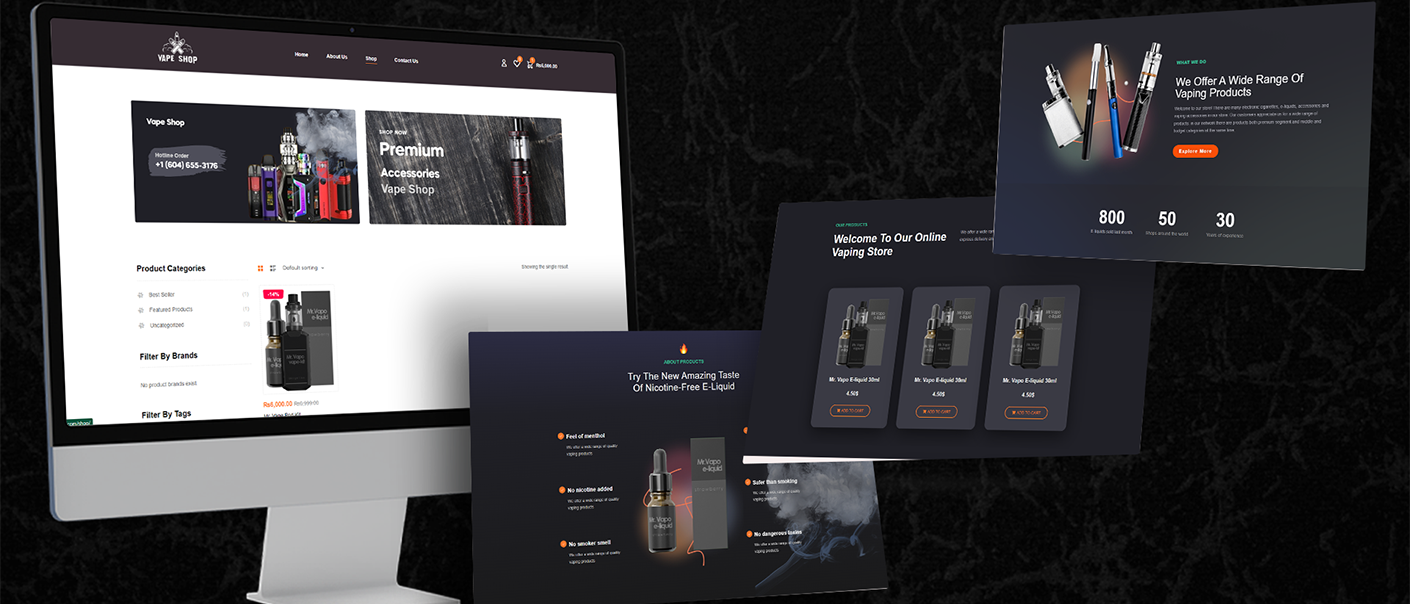 VAPE SHOP
Home
About Us
Shop
Contact Us
Vape Shop
Hotline Order
+1 (604) 655-3176
SHOP NOW
Premium
Accessories
Vape Shop
Product Categories
Default sorting
Showing the single result
Best Seller
(1)
Featured Products
(1)
Uncategorized
(0)
Filter By Brands
No product brands exist.
Filter By Tags
-14%
Mr.Vapo
e-liquid
₨6,000.00 ₨6,999.00
WHAT WE DO
We Offer A Wide Range Of
Vaping Products
Welcome to our store! There are many electronic cigarettes, e-liquids, accessories and
vaping accessories in our store. Our customers appreciate us for a wide range of
products: in our network there are products both premium segment and middle and
budget categories at the same time.
Explore More
800
50
30
E-liquids sold last month
Shops around the world
Years of experience
OUR PRODUCTS
Welcome To Our Online
Vaping Store
We offer a wide
Mr. Vapo E-liquid 30ml
4.50$
ADD TO CART
Mr. Vapo E-liquid 30ml
4.50$
ADD TO CART
Mr. Vapo E-liquid 30ml
4.50$
ADD TO CART
ABOUT PRODUCTS
Try The New Amazing Taste
Of Nicotine-Free E-Liquid
Feel of menthol
We offer a wide range of quality
vaping products
No nicotine added
We offer a wide range of quality
vaping products
No smoker smell
We offer a wide range of quality
vaping products
Mr.Vapo
e-liquid
Mr.Vapo
e-liquid
Safer than smoking
We offer a wide range of quality
vaping products
No dangerous toxins
We offer a wide range of quality
vaping products